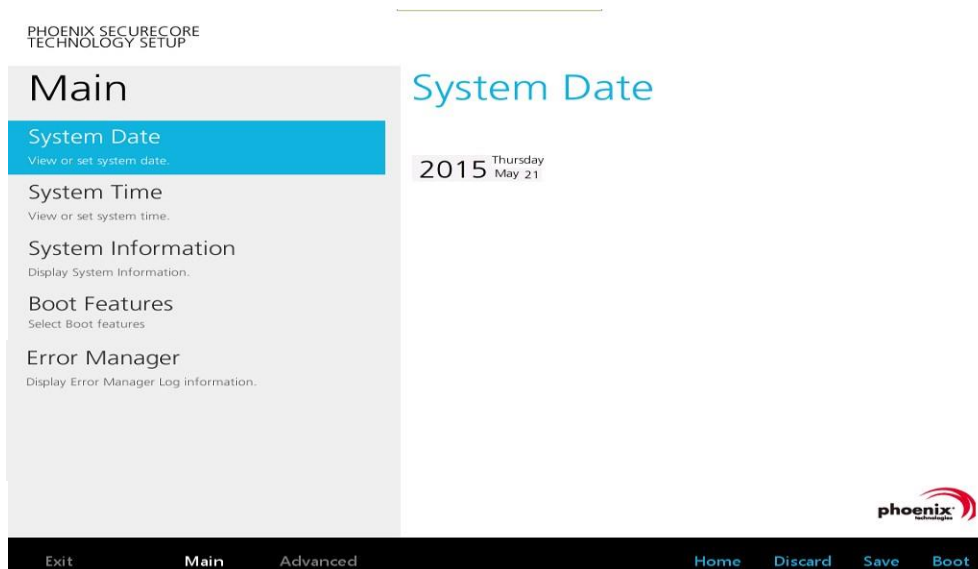 PHOENIX SECURECORE
TECHNOLOGY SETUP
Main
System Date
View or set system date.
System Time
View or set system time.
System Information
Display System Information.
Boot Features
Select Boot features
Error Manager
Display Error Manager Log information.
System Date
2015 Thursday
May 21
phoenix
technologies
Exit Main Advanced Home Discard Save Boot